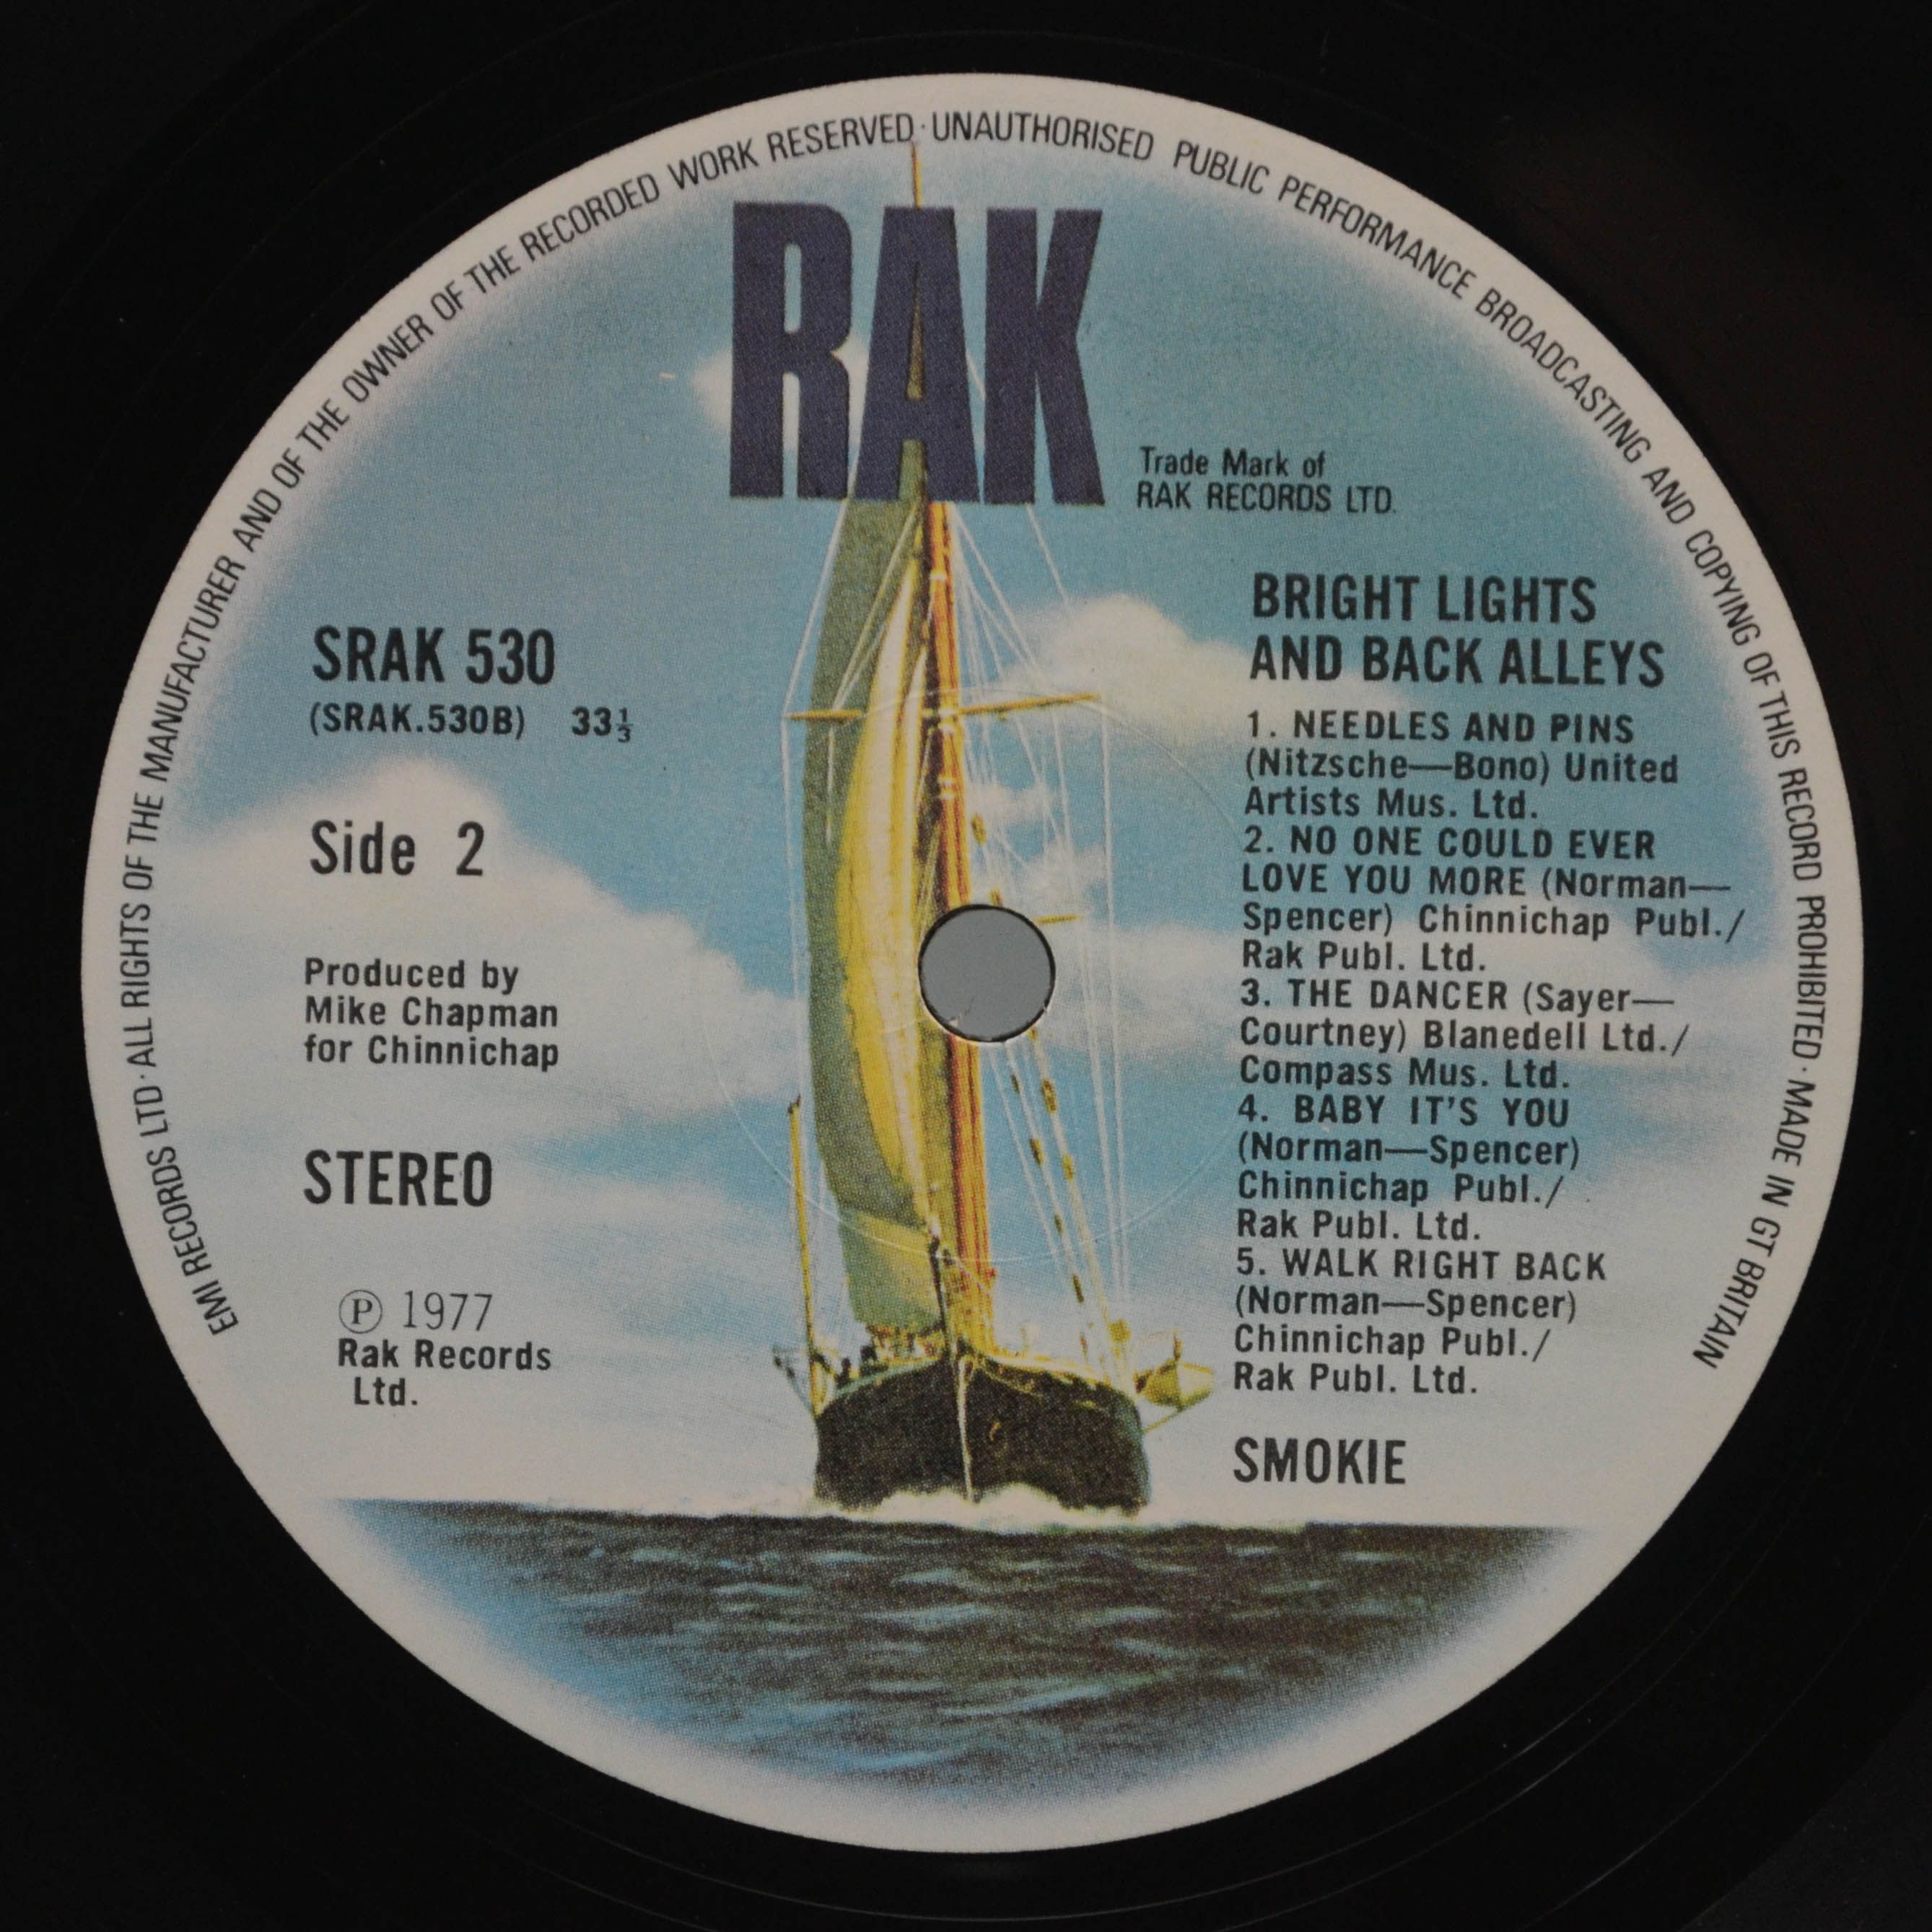 EMI RECORDS LTD · ALL RIGHTS OF THE MANUFACTURER AND OF THE OWNER OF THE RECORDED WORK RESERVED · UNAUTHORISED PUBLIC PERFORMANCE BROADCASTING AND COPYING OF THIS RECORD PROHIBITED · MADE IN GT BRITAIN
RAK
Trade Mark of
RAK RECORDS LTD.
SRAK 530
(SRAK.530B) 33⅓
Side 2
Produced by
Mike Chapman
for Chinnichap
STEREO
℗ 1977
Rak Records
Ltd.
BRIGHT LIGHTS
AND BACK ALLEYS
1. NEEDLES AND PINS
(Nitzsche—Bono) United
Artists Mus. Ltd.
2. NO ONE COULD EVER
LOVE YOU MORE (Norman—
Spencer) Chinnichap Publ./
Rak Publ. Ltd.
3. THE DANCER (Sayer—
Courtney) Blanedell Ltd./
Compass Mus. Ltd.
4. BABY IT'S YOU
(Norman—Spencer)
Chinnichap Publ./
Rak Publ. Ltd.
5. WALK RIGHT BACK
(Norman—Spencer)
Chinnichap Publ./
Rak Publ. Ltd.
SMOKIE